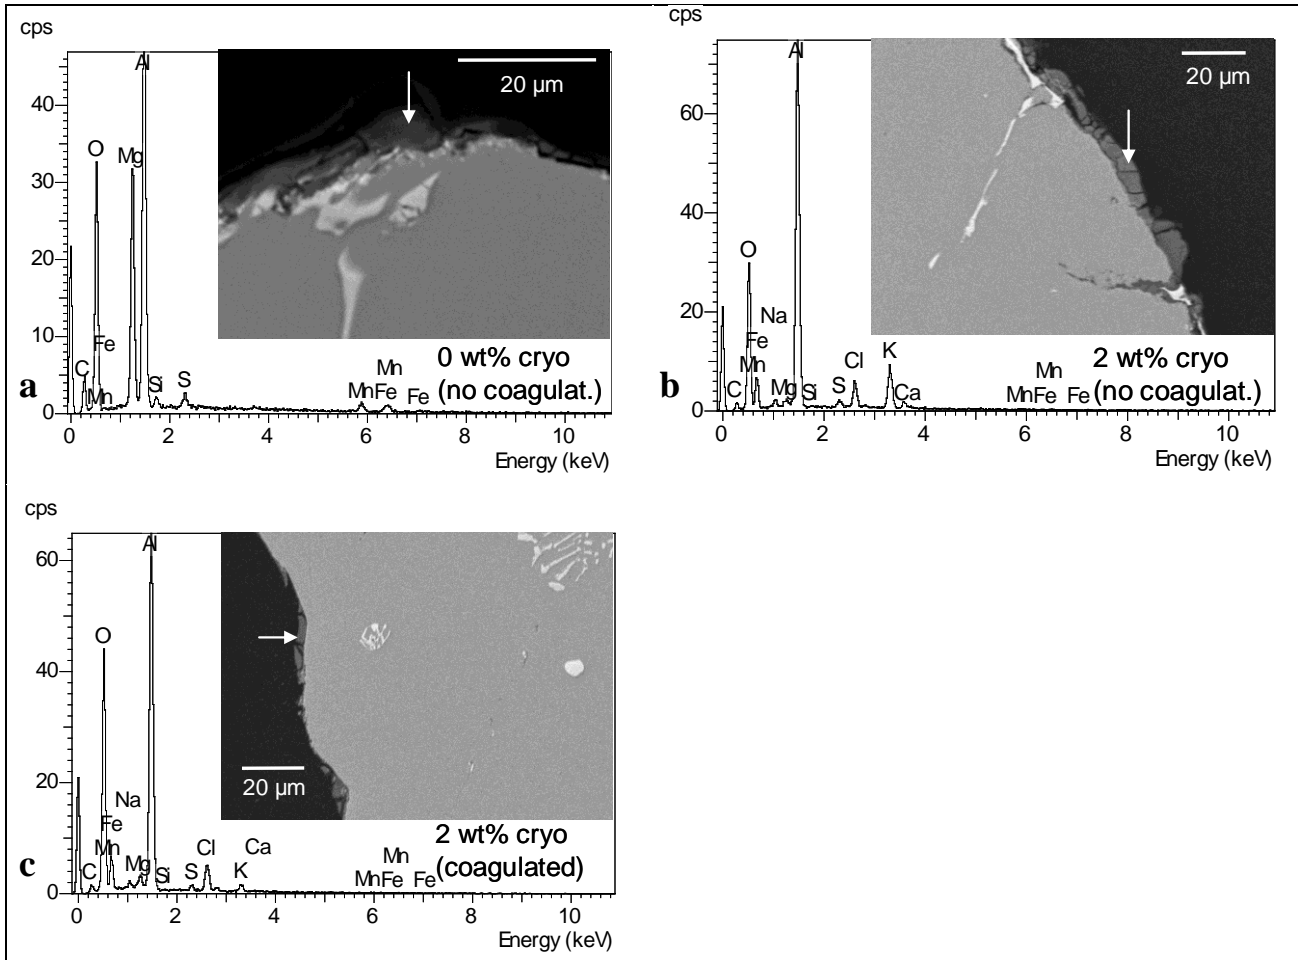 cps
Al
40
20 µm
O
Mg
30
20
10
Fe
C
Mn
Si
S
Mn
MnFe
Fe
0 wt% cryo
(no coagulat.)
a
0
0 2 4 6 8 10
Energy (keV)
cps
Al
20 µm
60
40
O
20
Na
Fe
Mn
C
Mg
Si
S
Cl
K
Ca
Mn
MnFe
Fe
2 wt% cryo
(no coagulat.)
b
0
0 2 4 6 8 10
Energy (keV)
cps
Al
60
O
40
20 µm
20
Na
Fe
Mn
C
Mg
Si
S
Cl
K
Ca
Mn
MnFe
Fe
2 wt% cryo
(coagulated)
c
0
0 2 4 6 8 10
Energy (keV)